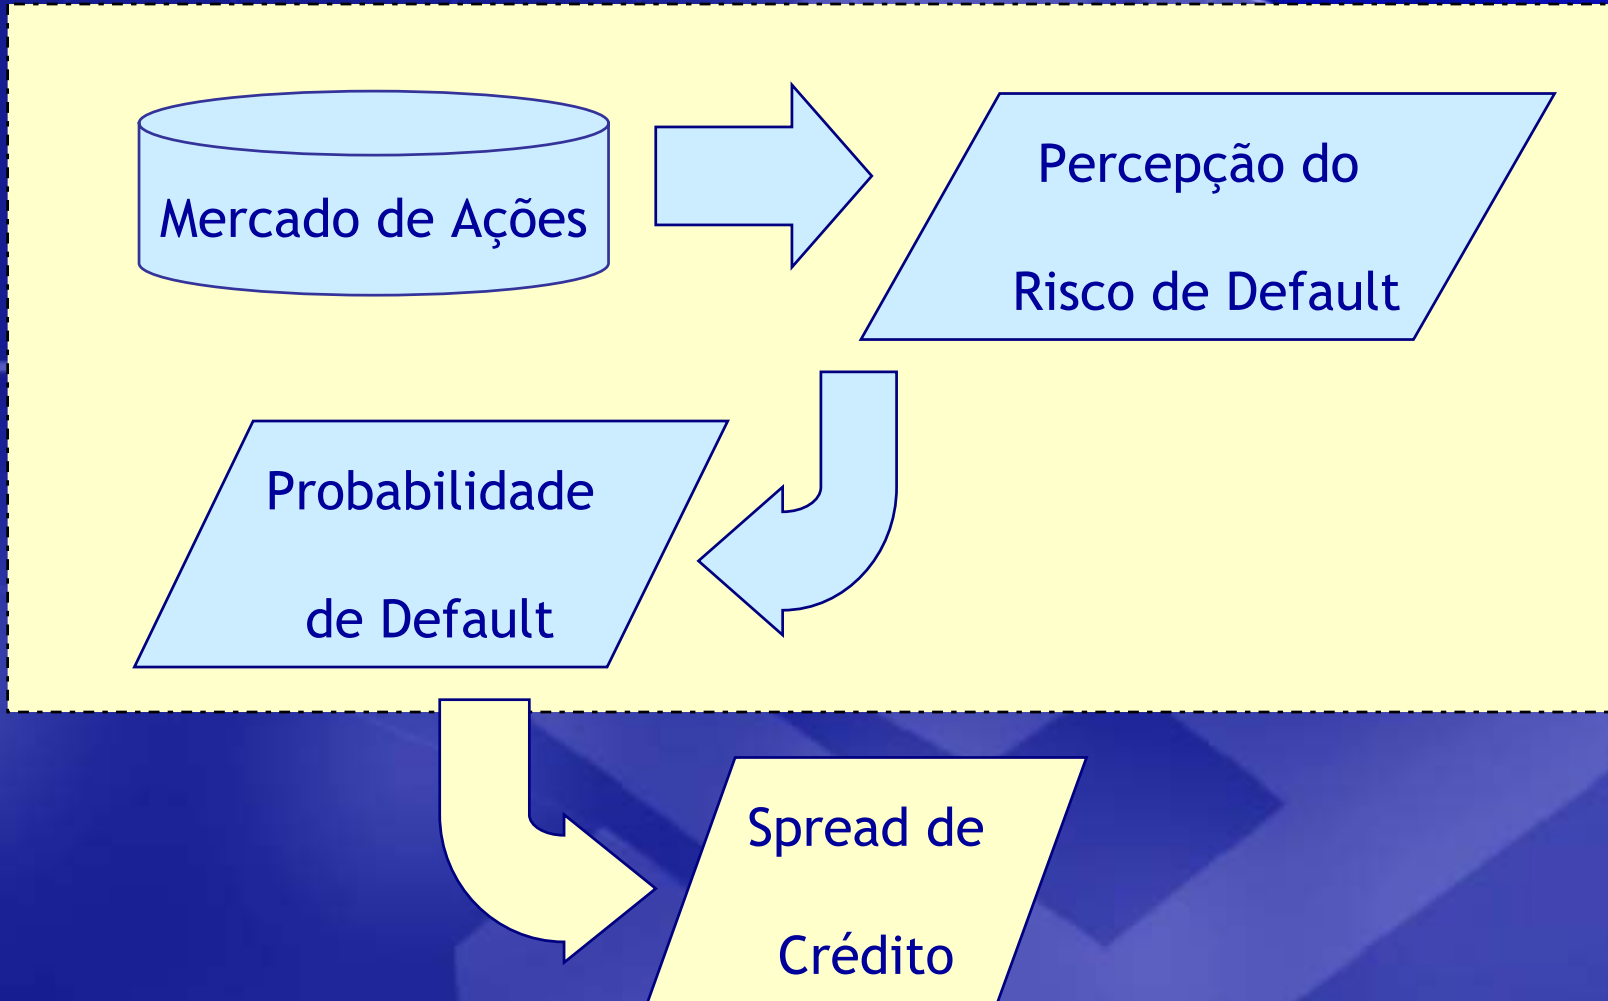 Mercado de Ações
Percepção do
Risco de Default
Probabilidade
de Default
Spread de
Crédito